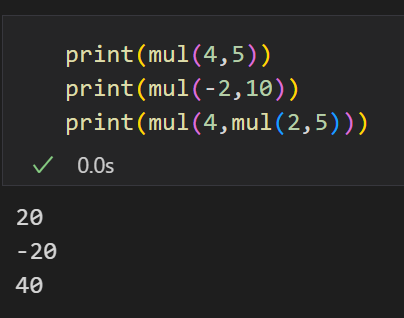 print(mul(4,5))
print(mul(-2,10))
print(mul(4,mul(2,5)))
✓ 0.0s
20
-20
40